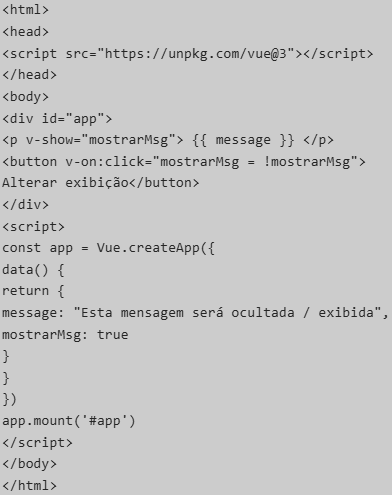 <html>
<head>
<script src="https://unpkg.com/vue@3"></script>
</head>
<body>
<div id="app">
<p v-show="mostrarMsg"> {{ message }} </p>
<button v-on:click="mostrarMsg = !mostrarMsg">
Alterar exibição</button>
</div>
<script>
const app = Vue.createApp({
data() {
return {
message: "Esta mensagem será ocultada / exibida",
mostrarMsg: true
}
}
})
app.mount('#app')
</script>
</body>
</html>